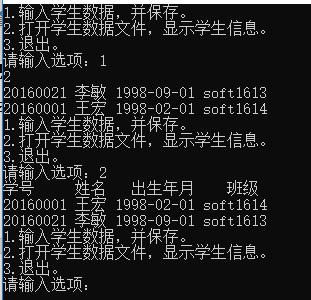 1.输入学生数据，并保存。
2.打开学生数据文件，显示学生信息。
3.退出。
请输入选项：1
2
20160021 李敏 1998-09-01 soft1613
20160001 王宏 1998-02-01 soft1614
1.输入学生数据，并保存。
2.打开学生数据文件，显示学生信息。
3.退出。
请输入选项：2
学号 姓名 出生年月 班级
20160001 王宏 1998-02-01 soft1614
20160021 李敏 1998-09-01 soft1613
1.输入学生数据，并保存。
2.打开学生数据文件，显示学生信息。
3.退出。
请输入选项：